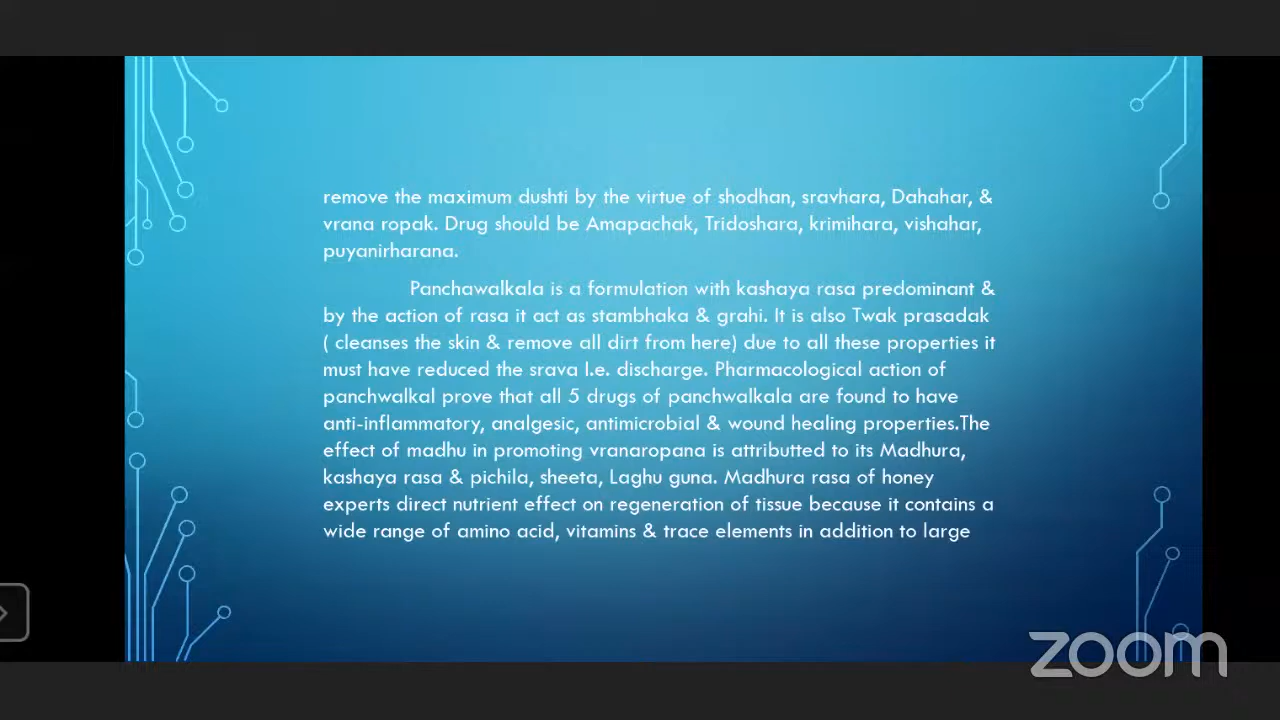 remove the maximum dushti by the virtue of shodhan, sravhara, Dahahar, &
vrana ropak. Drug should be Amapachak, Tridoshara, krimihara, vishahar,
puyanirharana.
Panchawalkala is a formulation with kashaya rasa predominant &
by the action of rasa it act as stambhaka & grahi. It is also Twak prasadak
( cleanses the skin & remove all dirt from here) due to all these properties it
must have reduced the srava I.e. discharge. Pharmacological action of
panchwalkal prove that all 5 drugs of panchwalkala are found to have
anti-inflammatory, analgesic, antimicrobial & wound healing properties.The
effect of madhu in promoting vranaropana is attributted to its Madhura,
kashaya rasa & pichila, sheeta, Laghu guna. Madhura rasa of honey
experts direct nutrient effect on regeneration of tissue because it contains a
wide range of amino acid, vitamins & trace elements in addition to large
zoom